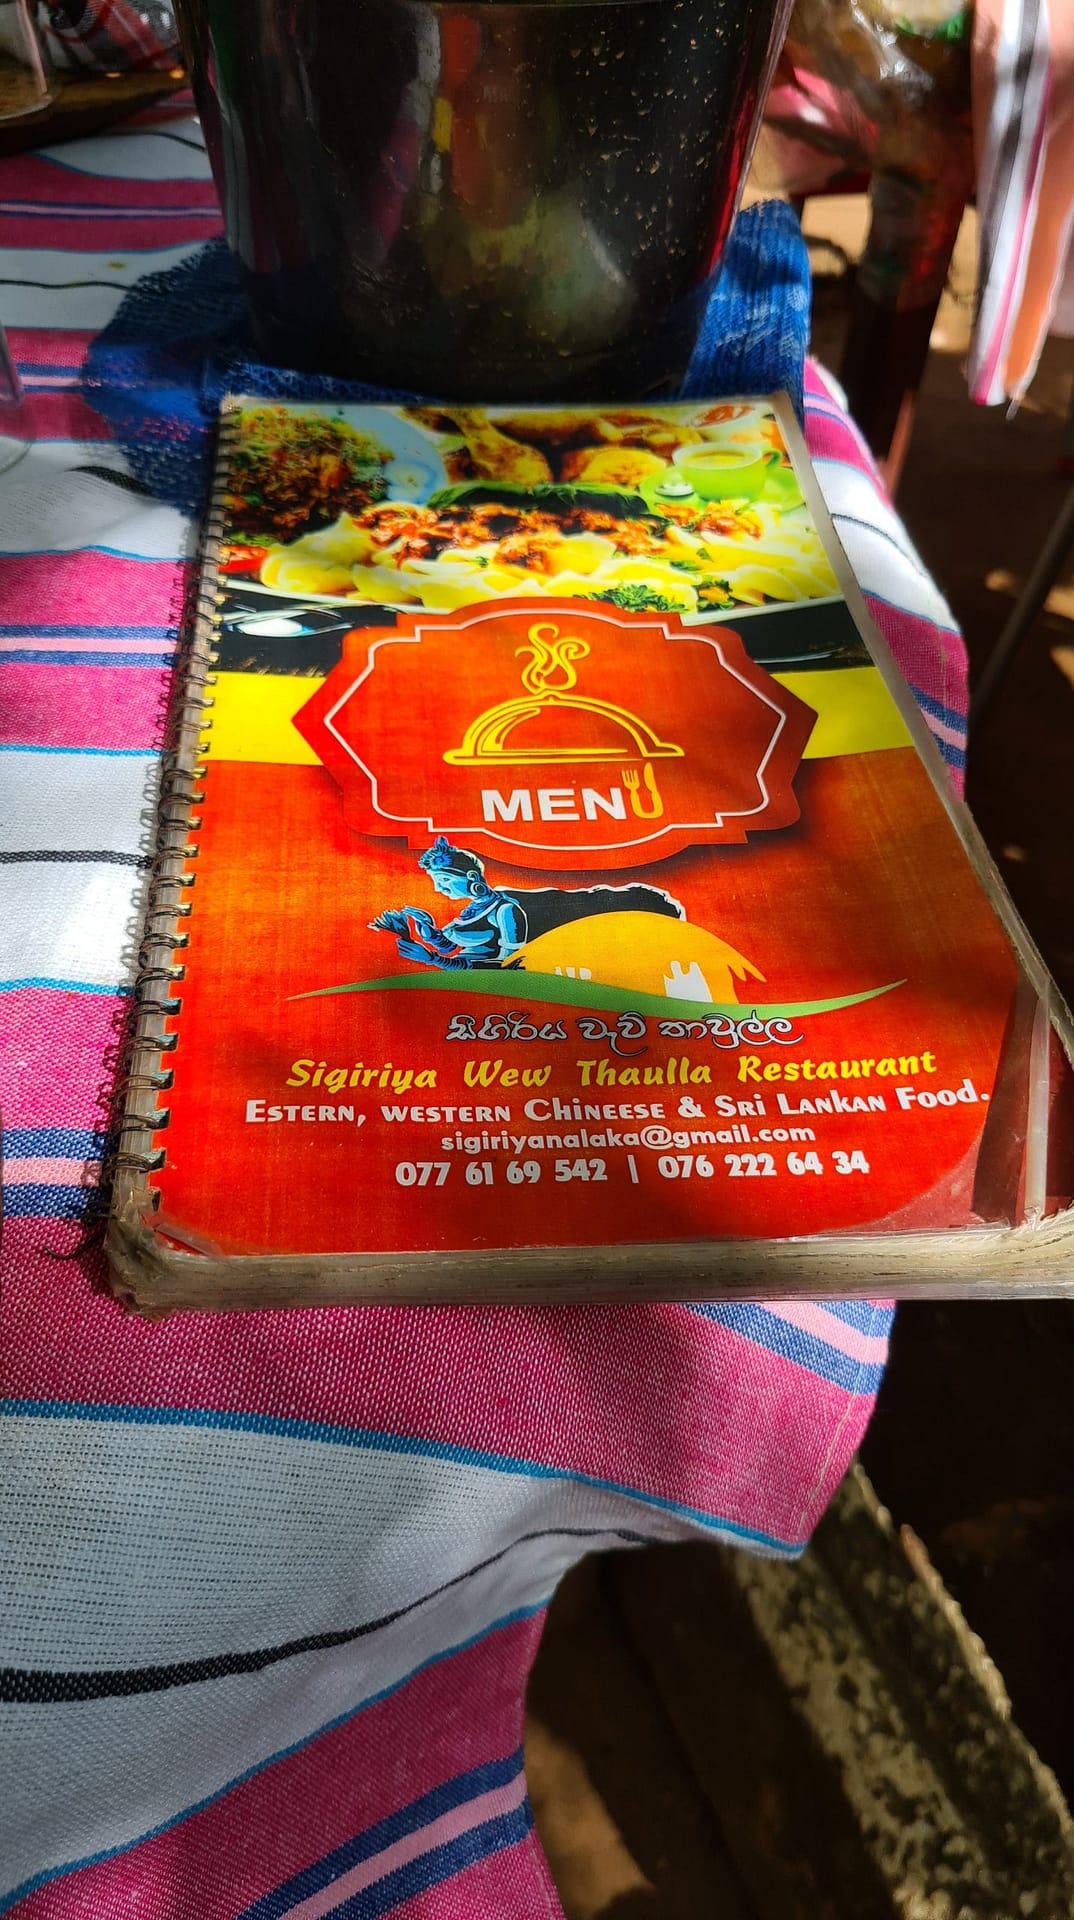 MENU
සීගිරිය වැව් තාවුල්ල
Sigiriya Wew Thaulla Restaurant
ESTERN, WESTERN CHINEESE & SRI LANKAN FOOD.
sigiriyanalaka@gmail.com
077 61 69 542 | 076 222 64 34